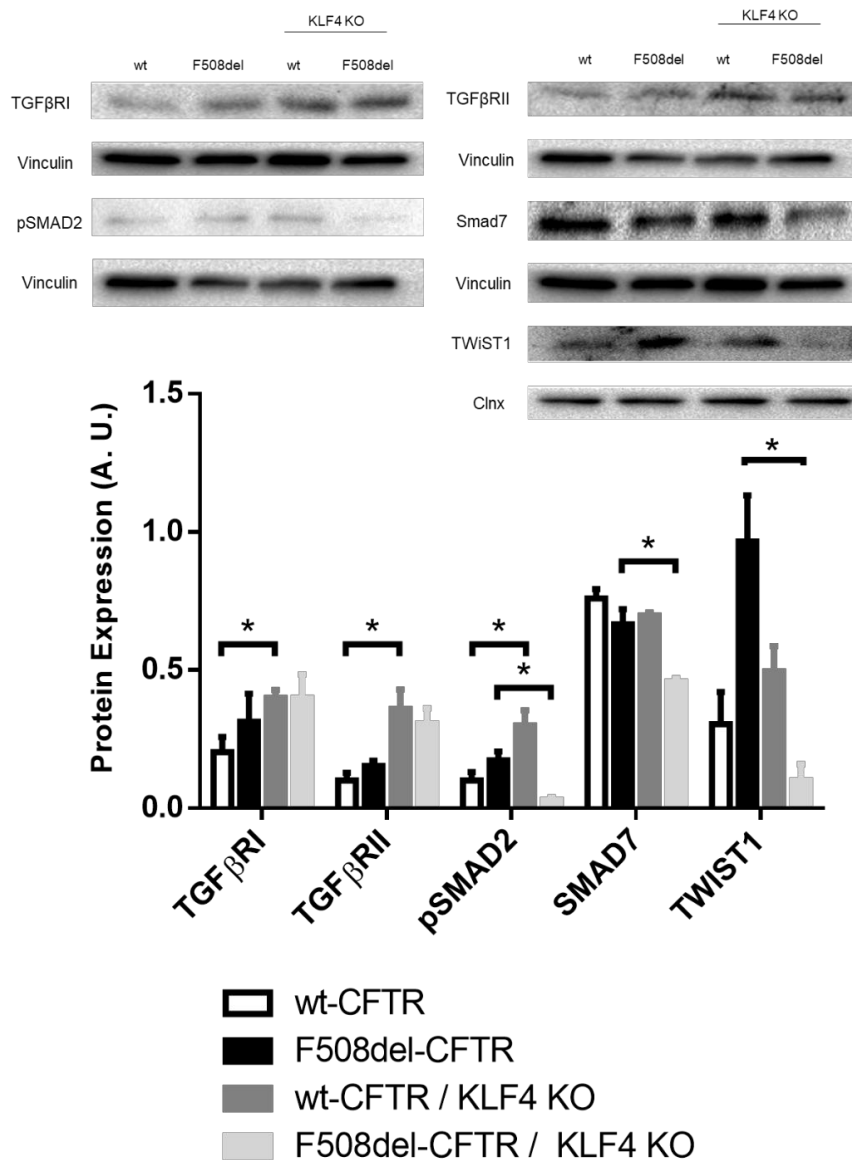 KLF4 KO
wt F508del wt F508del
TGFβRI
Vinculin
pSMAD2
Vinculin
KLF4 KO
wt F508del wt F508del
TGFβRII
Vinculin
Smad7
Vinculin
TWiST1
Clnx
Protein Expression (A. U.)
1.5
1.0
0.5
0.0
* * * * * *
TGFβRI TGFβRII pSMAD2 SMAD7 TWIST1
wt-CFTR
F508del-CFTR
wt-CFTR / KLF4 KO
F508del-CFTR / KLF4 KO